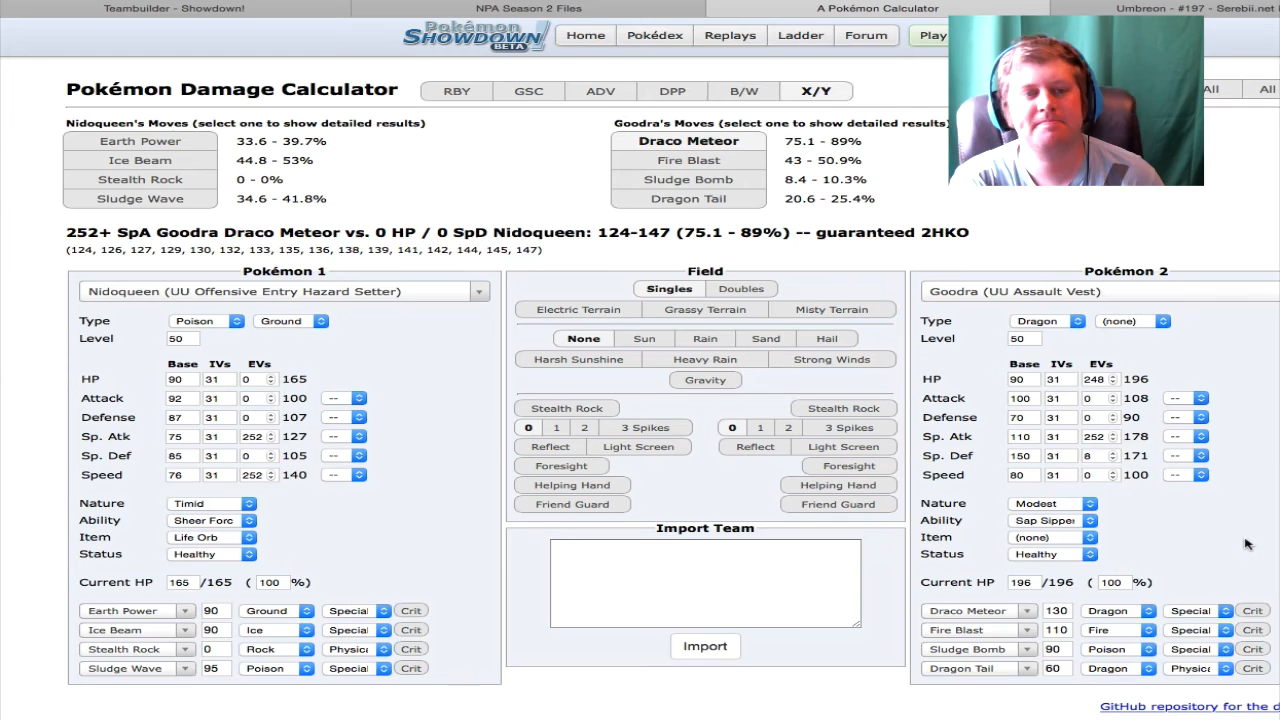 Teambuilder - Showdown!
NPA Season 2 Files
A Pokémon Calculator
Umbreon - #197 - Serebii.net
Pokémon SHOWDOWN BETA
Home
Pokédex
Replays
Ladder
Forum
Play
Pokémon Damage Calculator
RBY
GSC
ADV
DPP
B/W
X/Y
All
All
Nidoqueen's Moves (select one to show detailed results)
Earth Power 33.6 - 39.7%
Ice Beam 44.8 - 53%
Stealth Rock 0 - 0%
Sludge Wave 34.6 - 41.8%
Goodra's Moves (select one to show detailed results)
Draco Meteor 75.1 - 89%
Fire Blast 43 - 50.9%
Sludge Bomb 8.4 - 10.3%
Dragon Tail 20.6 - 25.4%
252+ SpA Goodra Draco Meteor vs. 0 HP / 0 SpD Nidoqueen: 124-147 (75.1 - 89%) -- guaranteed 2HKO
(124, 126, 127, 129, 130, 132, 133, 135, 136, 138, 139, 141, 142, 144, 145, 147)
Pokémon 1
Nidoqueen (UU Offensive Entry Hazard Setter)
Type Poison Ground
Level 50
Base IVs EVs
HP 90 31 0 165
Attack 92 31 0 100 --
Defense 87 31 0 107 --
Sp. Atk 75 31 252 127 --
Sp. Def 85 31 0 105 --
Speed 76 31 252 140 --
Nature Timid
Ability Sheer Forc
Item Life Orb
Status Healthy
Current HP 165 /165 ( 100 %)
Earth Power 90 Ground Special Crit
Ice Beam 90 Ice Special Crit
Stealth Rock 0 Rock Physica Crit
Sludge Wave 95 Poison Special Crit
Field
Singles Doubles
Electric Terrain Grassy Terrain Misty Terrain
None Sun Rain Sand Hail
Harsh Sunshine Heavy Rain Strong Winds
Gravity
Stealth Rock Stealth Rock
0 1 2 3 Spikes 0 1 2 3 Spikes
Reflect Light Screen Reflect Light Screen
Foresight Foresight
Helping Hand Helping Hand
Friend Guard Friend Guard
Import Team
Import
Pokémon 2
Goodra (UU Assault Vest)
Type Dragon (none)
Level 50
Base IVs EVs
HP 90 31 248 196
Attack 100 31 0 108 --
Defense 70 31 0 90 --
Sp. Atk 110 31 252 178 --
Sp. Def 150 31 8 171 --
Speed 80 31 0 100 --
Nature Modest
Ability Sap Sipper
Item (none)
Status Healthy
Current HP 196 /196 ( 100 %)
Draco Meteor 130 Dragon Special Crit
Fire Blast 110 Fire Special Crit
Sludge Bomb 90 Poison Special Crit
Dragon Tail 60 Dragon Physica Crit
GitHub repository for the d